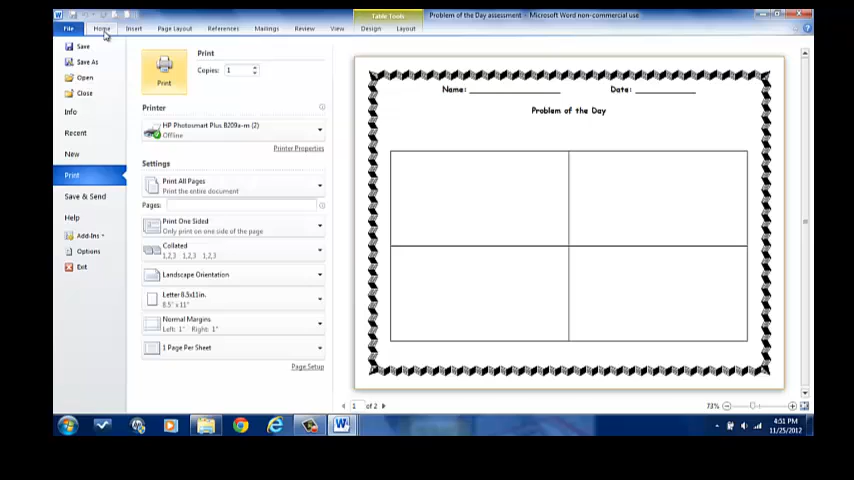 Table Tools
Problem of the Day assessment - Microsoft Word non-commercial use
File Home Insert Page Layout References Mailings Review View Design Layout
Save
Save As
Open
Close
Info
Recent
New
Print
Save & Send
Help
Add-Ins
Options
Exit
Print
Print
Copies: 1
Printer
HP Photosmart Plus B209a-m (2)
Offline
Printer Properties
Settings
Print All Pages
Print the entire document
Pages:
Print One Sided
Only print on one side of the page
Collated
1,2,3 1,2,3 1,2,3
Landscape Orientation
Letter 8.5x11in.
8.5" x 11"
Normal Margins
Left: 1" Right: 1"
1 Page Per Sheet
Page Setup
Name: ____________________ Date: _____________
Problem of the Day
1 of 2
73%
4:51 PM
11/25/2012